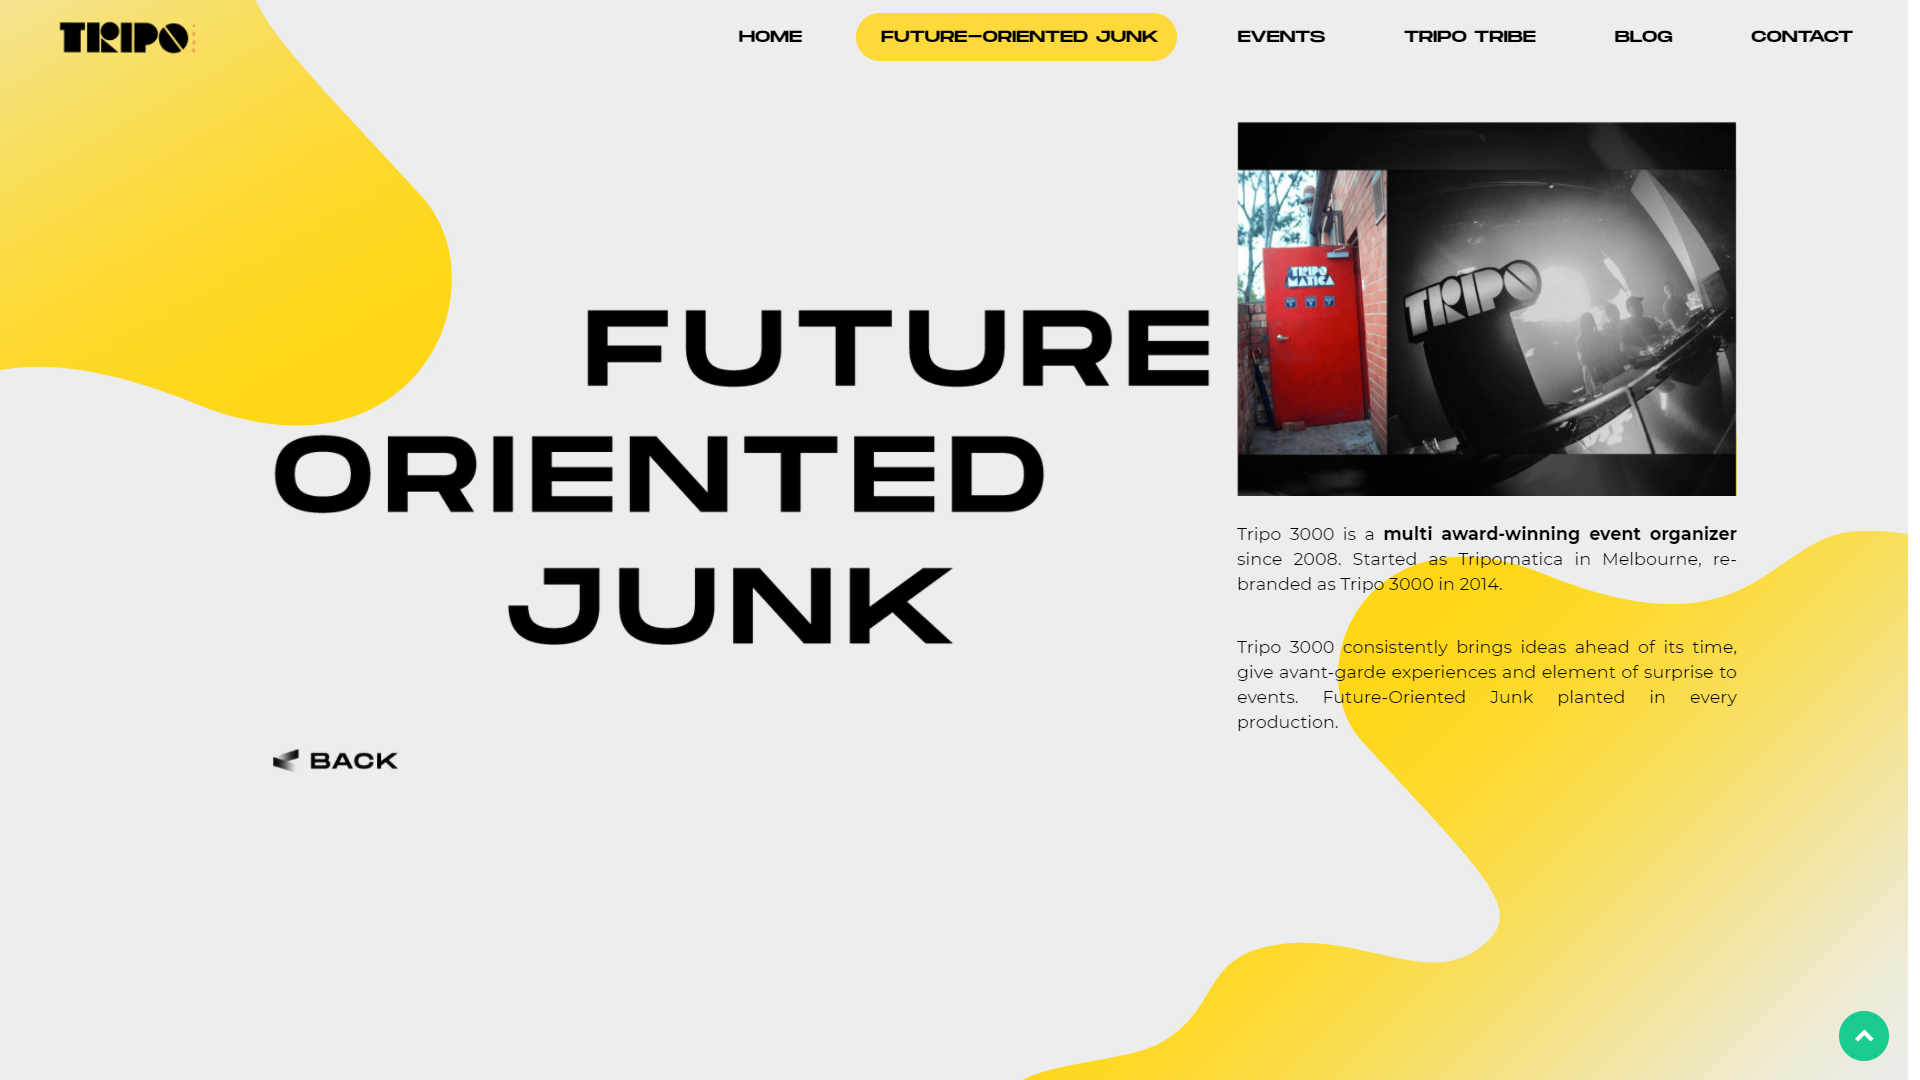 TRIPO
HOME
FUTURE-ORIENTED JUNK
EVENTS
TRIPO TRIBE
BLOG
CONTACT
TRIPO
MATICA
TRIPO
FUTURE
ORIENTED
JUNK
Tripo 3000 is a multi award-winning event organizer
since 2008. Started as Tripomatica in Melbourne, re-
branded as Tripo 3000 in 2014.
Tripo 3000 consistently brings ideas ahead of its time,
give avant-garde experiences and element of surprise to
events. Future-Oriented Junk planted in every
production.
BACK